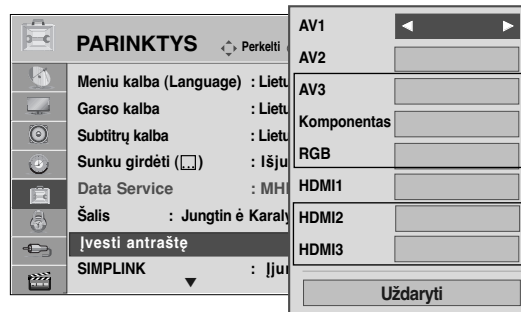 PARINKTYS Perkelti
Meniu kalba (Language) : Lietu
Garso kalba : Lietu
Subtitrų kalba : Lietu
Sunku girdėti (...) : Išju
Data Service : MHI
Šalis : Jungtin ė Karaly
Įvesti antraštę
SIMPLINK : Įjun
AV1
AV2
AV3
Komponentas
RGB
HDMI1
HDMI2
HDMI3
Uždaryti